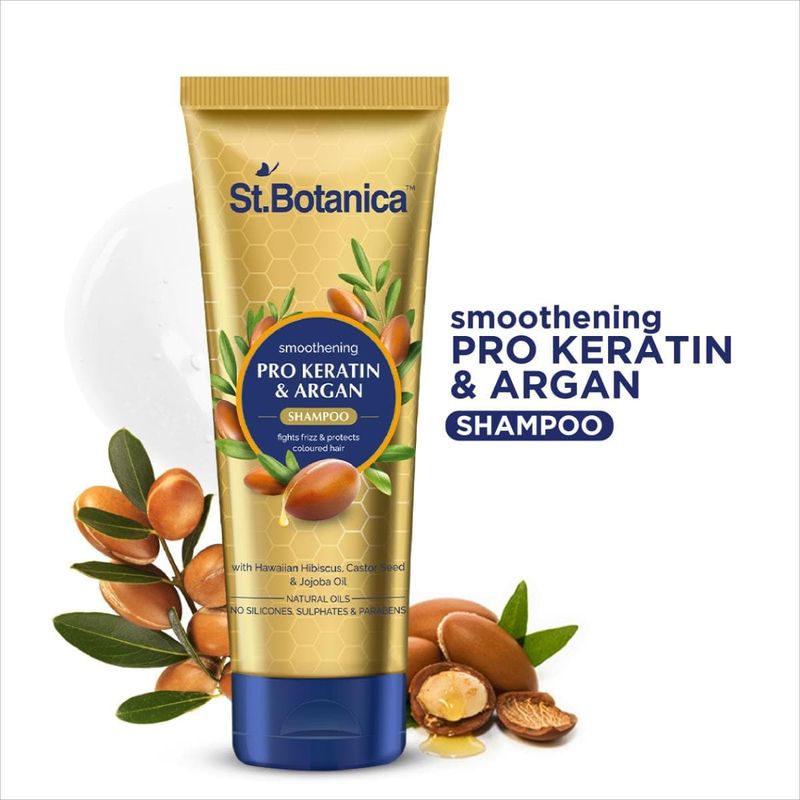 St.Botanica™
smoothening
PRO KERATIN
& ARGAN
SHAMPOO
fights frizz & protects
coloured hair
with Hawaiian Hibiscus, Castor Seed
& Jojoba Oil
NATURAL OILS
NO SILICONES, SULPHATES & PARABENS
smoothening
PRO KERATIN
& ARGAN
SHAMPOO